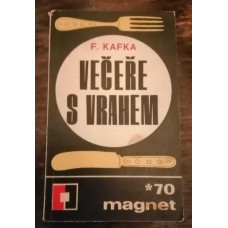 F. KAFKA
VEČEŘE
S VRAHEM
*70
magnet